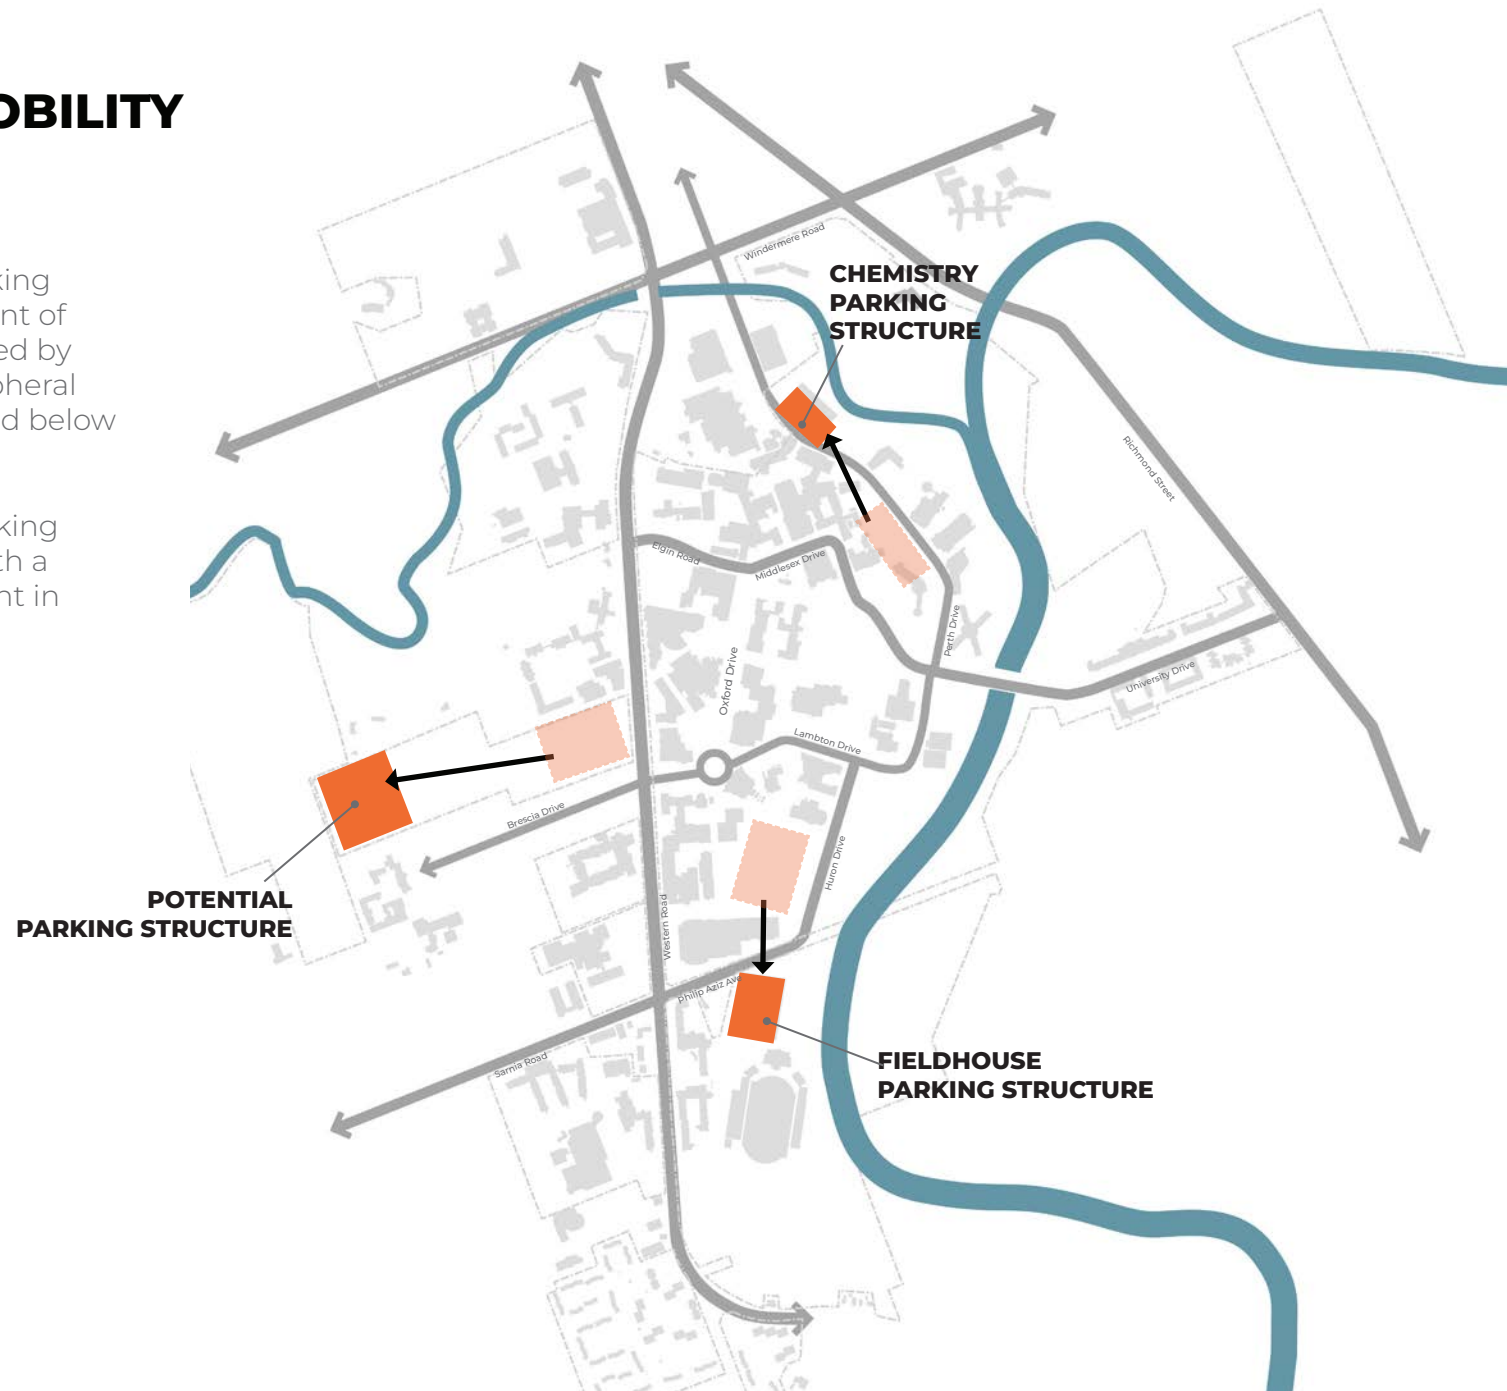 OBILITY
king
nt of
ed by
pheral
d below
king
th a
nt in
Windermere Road
CHEMISTRY
PARKING
STRUCTURE
Richmond Street
Elgin Road
Middlesex Drive
Perth Drive
University Drive
Oxford Drive
Lambton Drive
Brescia Drive
Huron Drive
POTENTIAL
PARKING STRUCTURE
Western Road
Philip Aziz Ave
Sarnia Road
FIELDHOUSE
PARKING STRUCTURE